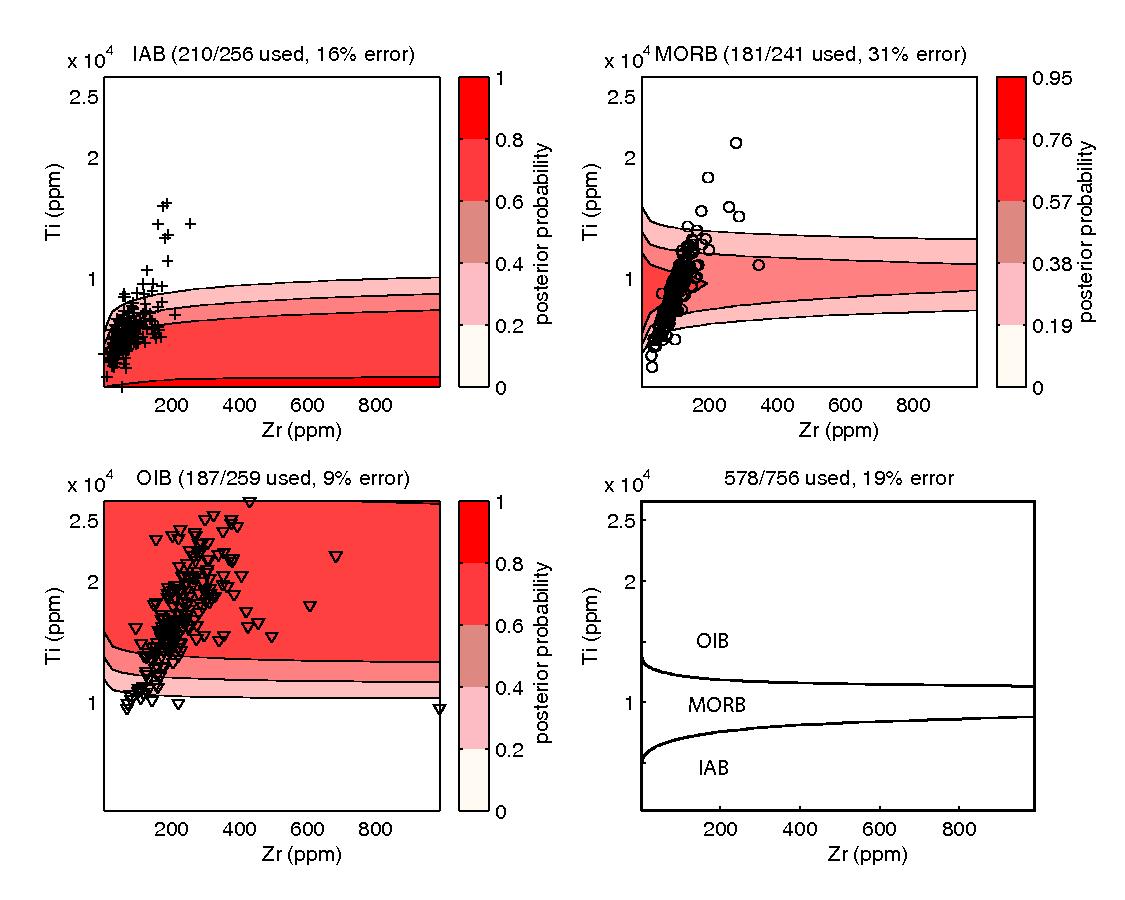 x 10^4 IAB (210/256 used, 16% error)
2.5
2
1
Ti (ppm)
200 400 600 800
Zr (ppm)
1
0.8
0.6
0.4
0.2
0
posterior probability
x 10^4 MORB (181/241 used, 31% error)
2.5
2
1
Ti (ppm)
200 400 600 800
Zr (ppm)
0.95
0.76
0.57
0.38
0.19
0
posterior probability
x 10^4 OIB (187/259 used, 9% error)
2.5
2
1
Ti (ppm)
200 400 600 800
Zr (ppm)
1
0.8
0.6
0.4
0.2
0
posterior probability
x 10^4 578/756 used, 19% error
2.5
2
1
Ti (ppm)
OIB
MORB
IAB
200 400 600 800
Zr (ppm)